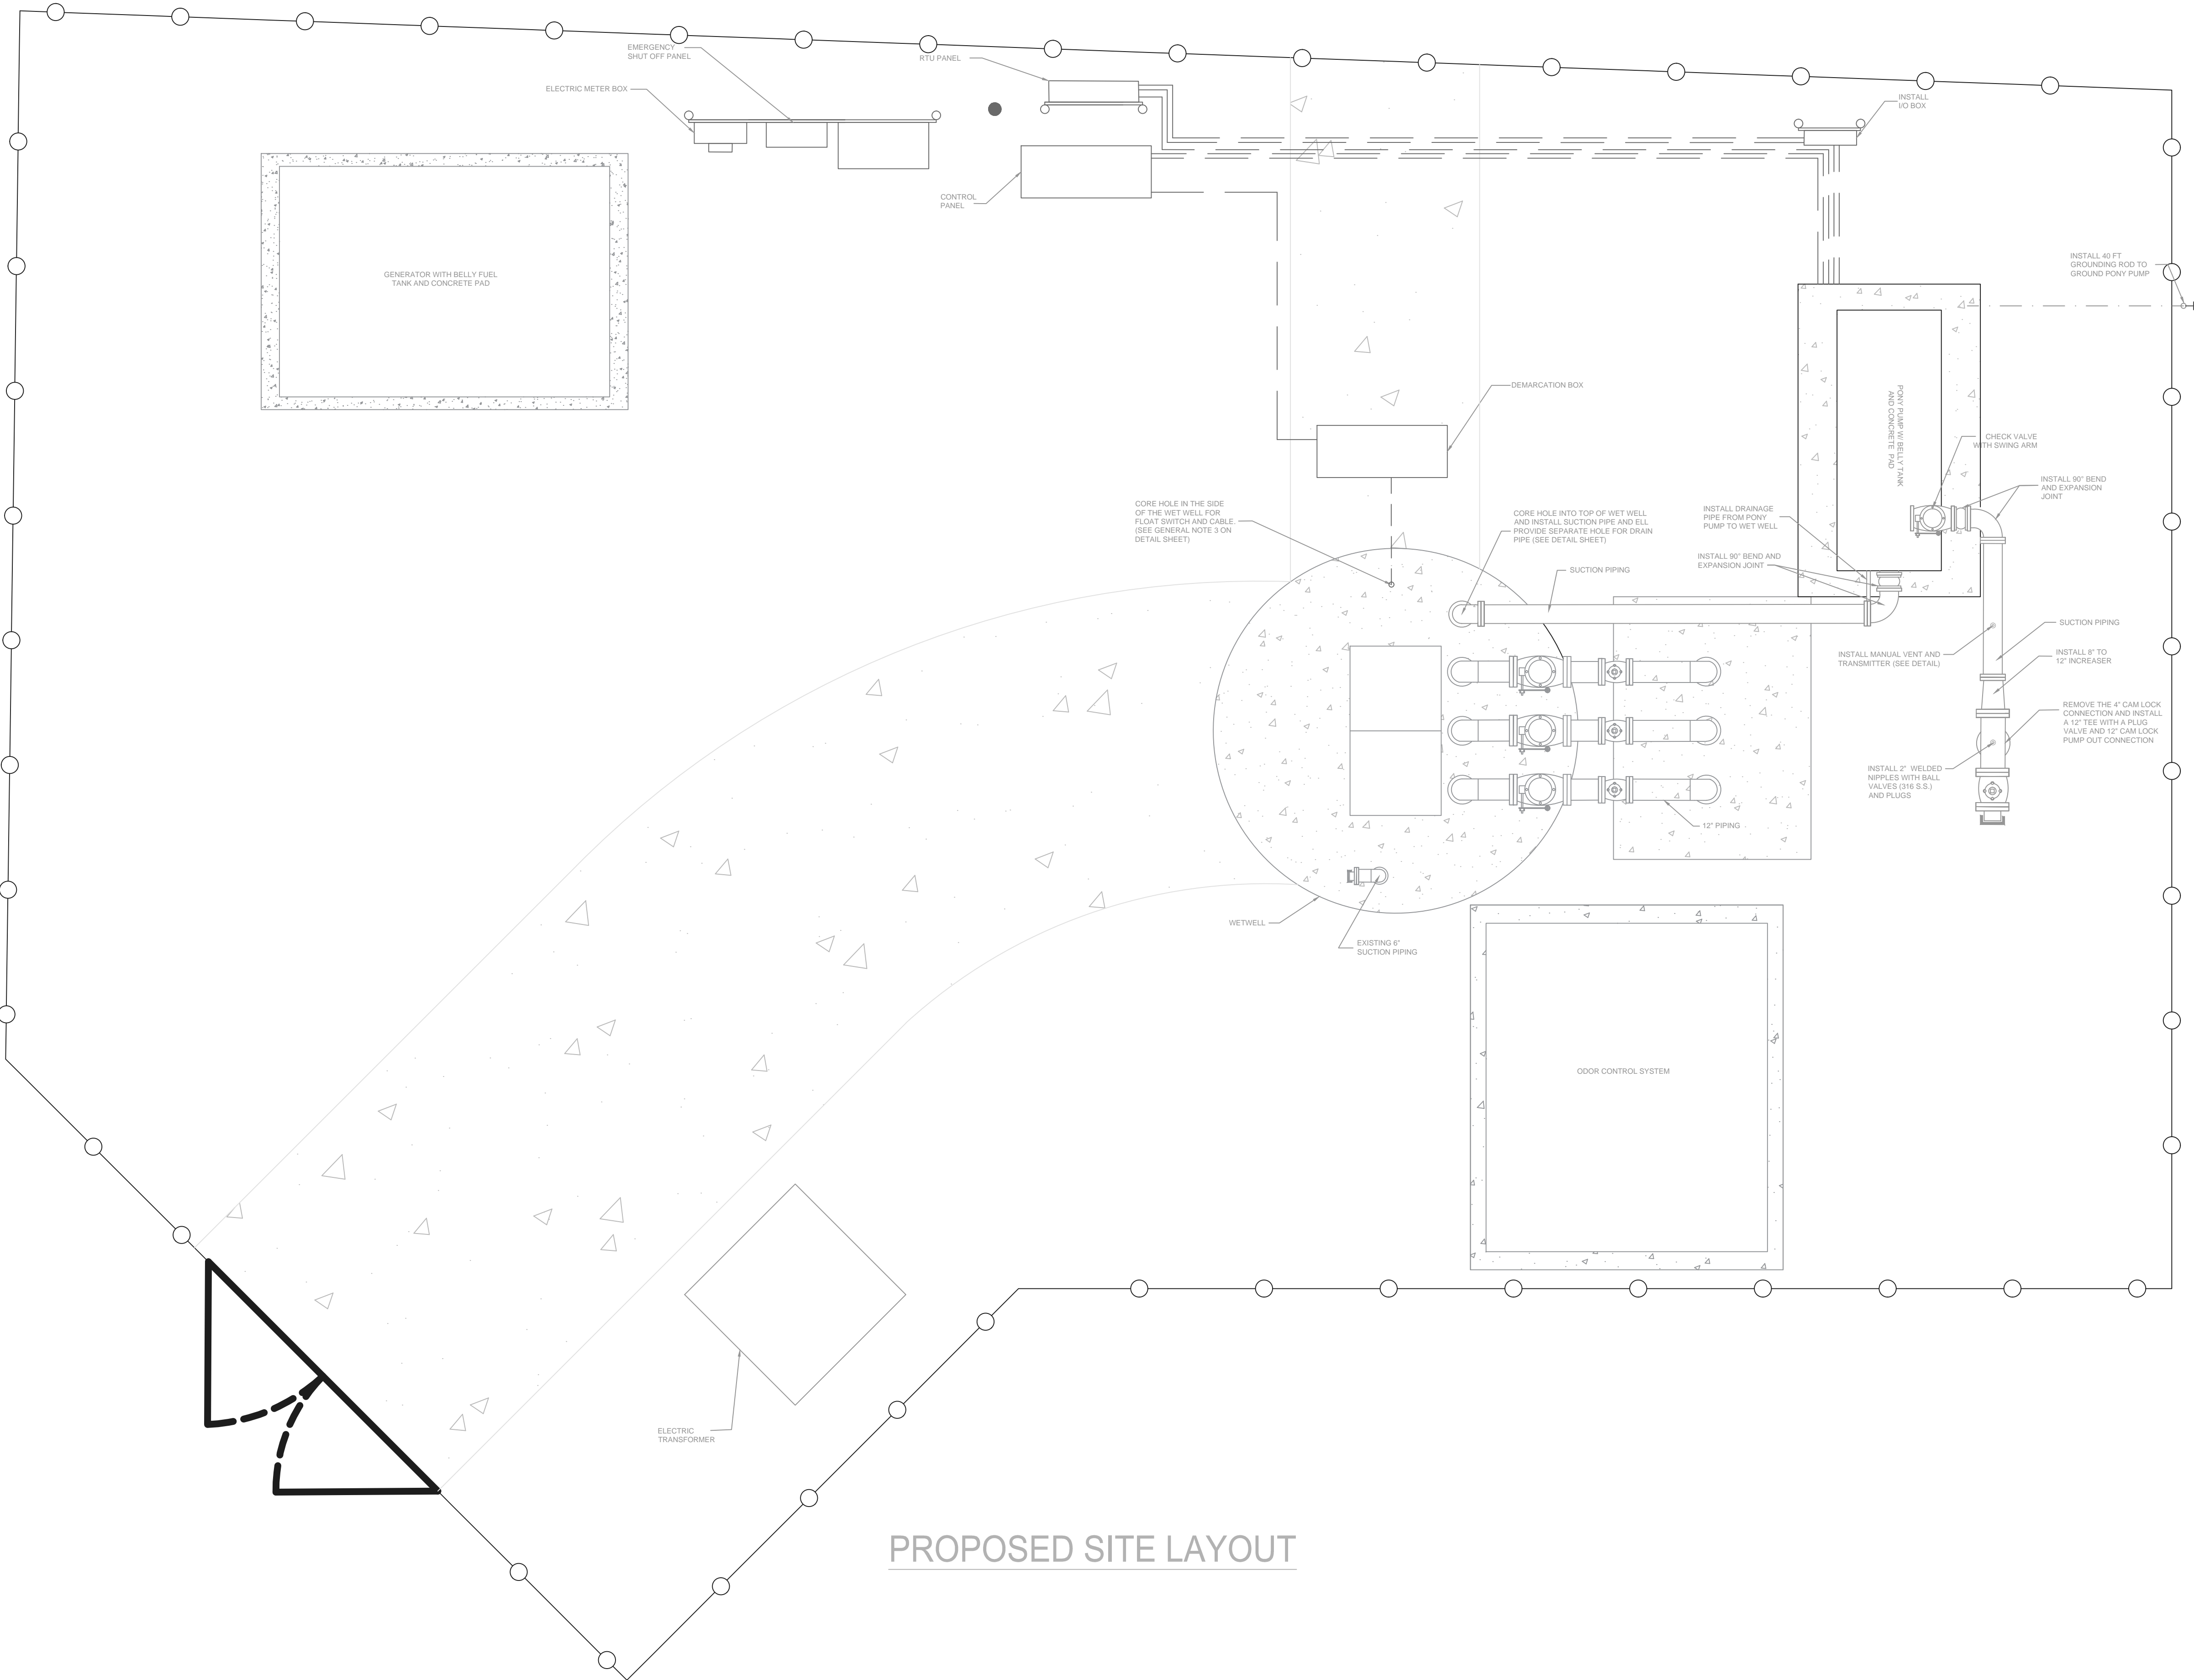 EMERGENCY
SHUT OFF PANEL
RTU PANEL
ELECTRIC METER BOX
INSTALL
I/O BOX
CONTROL
PANEL
GENERATOR WITH BELLY FUEL
TANK AND CONCRETE PAD
INSTALL 40 FT
GROUNDING ROD TO
GROUND PONY PUMP
DEMARCATION BOX
PONY PUMP W/ BELLY TANK
AND CONCRETE PAD
CHECK VALVE
WITH SWING ARM
INSTALL 90° BEND
AND EXPANSION
JOINT
CORE HOLE IN THE SIDE
OF THE WET WELL FOR
FLOAT SWITCH AND CABLE.
(SEE GENERAL NOTE 3 ON
DETAIL SHEET)
CORE HOLE INTO TOP OF WET WELL
AND INSTALL SUCTION PIPE AND ELL
PROVIDE SEPARATE HOLE FOR DRAIN
PIPE (SEE DETAIL SHEET)
INSTALL DRAINAGE
PIPE FROM PONY
PUMP TO WET WELL
INSTALL 90° BEND AND
EXPANSION JOINT
SUCTION PIPING
SUCTION PIPING
INSTALL MANUAL VENT AND
TRANSMITTER (SEE DETAIL)
INSTALL 8" TO
12" INCREASER
REMOVE THE 4" CAM LOCK
CONNECTION AND INSTALL
A 12" TEE WITH A PLUG
VALVE AND 12" CAM LOCK
PUMP OUT CONNECTION
INSTALL 2" WELDED
NIPPLES WITH BALL
VALVES (316 S.S.)
AND PLUGS
12" PIPING
WETWELL
EXISTING 6"
SUCTION PIPING
ODOR CONTROL SYSTEM
ELECTRIC
TRANSFORMER
PROPOSED SITE LAYOUT